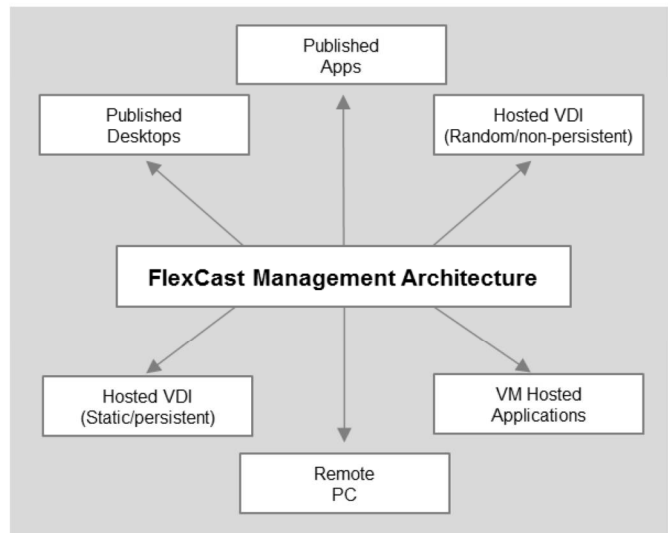 Published
Apps
Published
Desktops
Hosted VDI
(Random/non-persistent)
FlexCast Management Architecture
Hosted VDI
(Static/persistent)
VM Hosted
Applications
Remote
PC